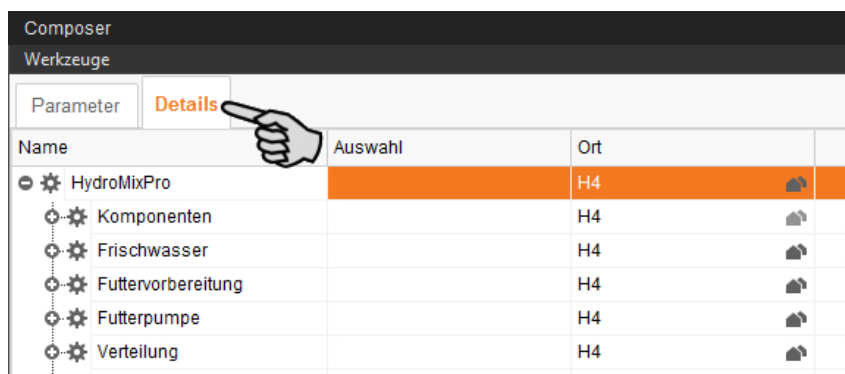 Composer
Werkzeuge
Parameter Details
Name Auswahl Ort
HydroMixPro H4
Komponenten H4
Frischwasser H4
Futtervorbereitung H4
Futterpumpe H4
Verteilung H4